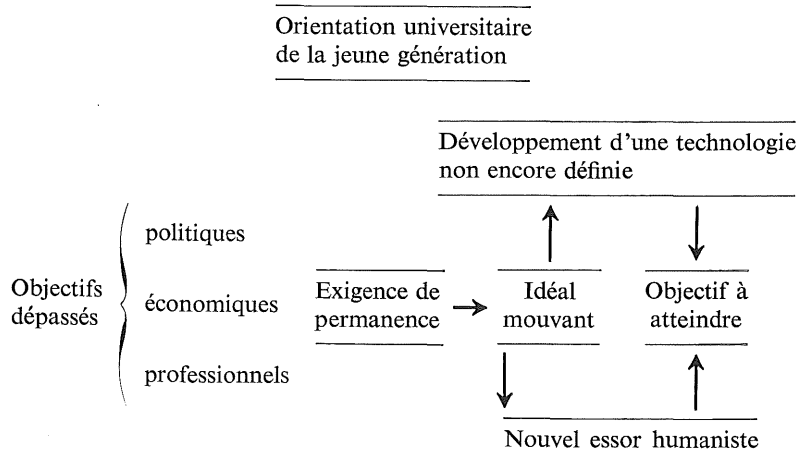 Orientation universitaire
de la jeune génération
Développement d'une technologie
non encore définie
Objectifs
dépassés
politiques
économiques
professionnels
Exigence de
permanence
Idéal
mouvant
Objectif à
atteindre
Nouvel essor humaniste